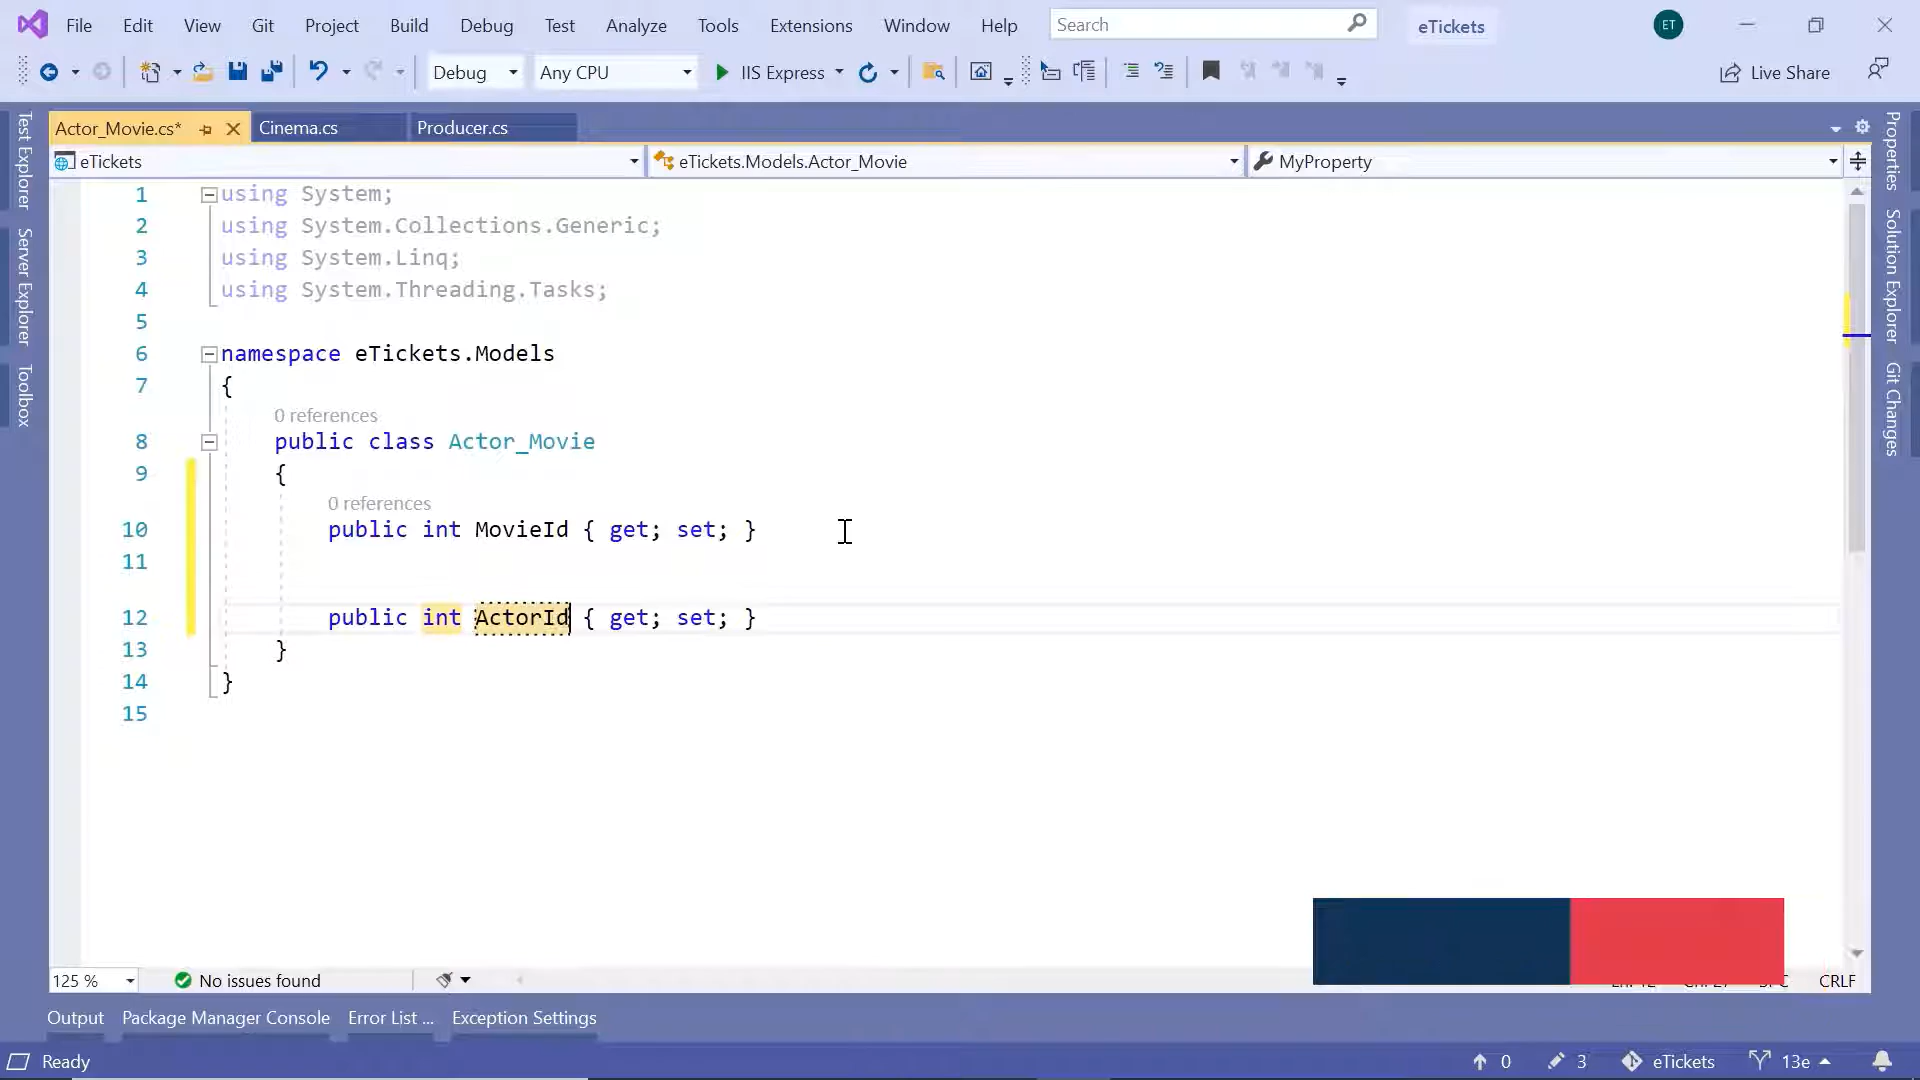 File Edit View Git Project Build Debug Test Analyze Tools Extensions Window Help Search eTickets ET
Debug Any CPU IIS Express Live Share
Test Explorer
Server Explorer
Toolbox
Actor_Movie.cs* Cinema.cs Producer.cs
eTickets eTickets.Models.Actor_Movie MyProperty
1 using System;
2 using System.Collections.Generic;
3 using System.Linq;
4 using System.Threading.Tasks;
5
6 namespace eTickets.Models
7 {
0 references
8 public class Actor_Movie
9 {
0 references
10 public int MovieId { get; set; }
11
12 public int ActorId { get; set; }
13 }
14 }
15
Properties
Solution Explorer
Git Changes
125 % No issues found CRLF
Output Package Manager Console Error List ... Exception Settings
Ready 0 3 eTickets 13e